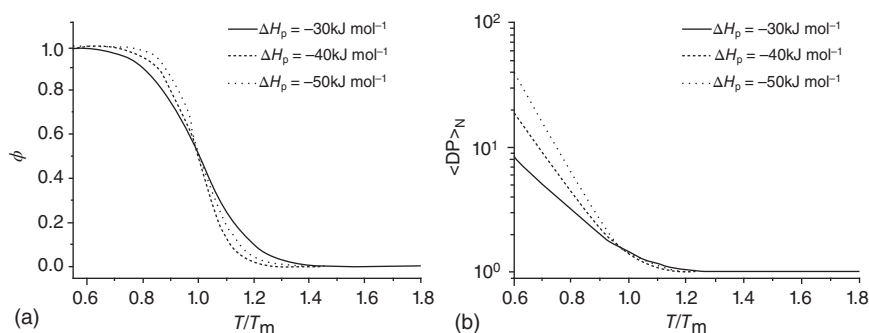 ΔHp = –30kJ mol–1
ΔHp = –40kJ mol–1
ΔHp = –50kJ mol–1
1.0
0.8
0.6
0.4
0.2
0.0
ϕ
0.6 0.8 1.0 1.2 1.4 1.6 1.8
(a)
T/Tm
ΔHp = –30kJ mol–1
ΔHp = –40kJ mol–1
ΔHp = –50kJ mol–1
10²
10¹
10⁰
<DP>N
0.6 0.8 1.0 1.2 1.4 1.6 1.8
(b)
T/Tm